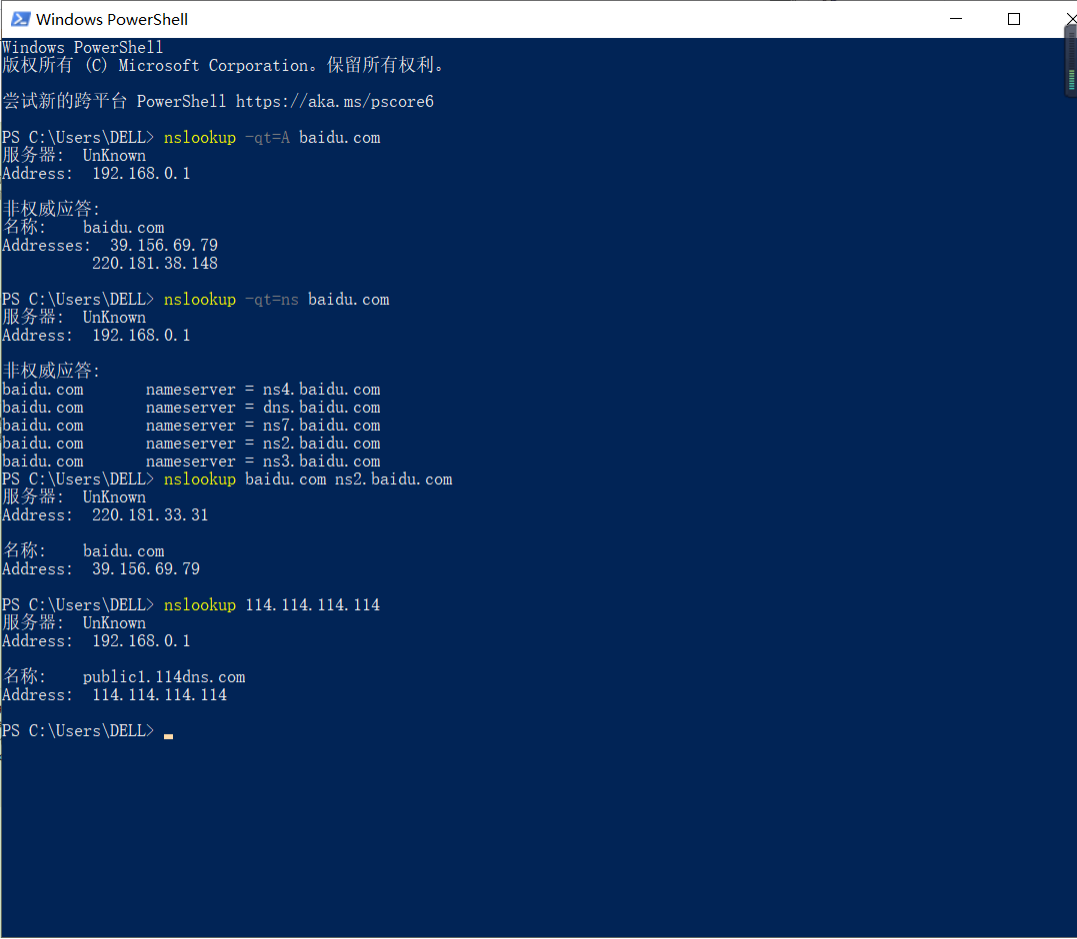 Windows PowerShell
Windows PowerShell
版权所有 (C) Microsoft Corporation。保留所有权利。
尝试新的跨平台 PowerShell https://aka.ms/pscore6
PS C:\Users\DELL> nslookup -qt=A baidu.com
服务器:  UnKnown
Address:  192.168.0.1
非权威应答:
名称:    baidu.com
Addresses:  39.156.69.79
220.181.38.148
PS C:\Users\DELL> nslookup -qt=ns baidu.com
服务器:  UnKnown
Address:  192.168.0.1
非权威应答:
baidu.com       nameserver = ns4.baidu.com
baidu.com       nameserver = dns.baidu.com
baidu.com       nameserver = ns7.baidu.com
baidu.com       nameserver = ns2.baidu.com
baidu.com       nameserver = ns3.baidu.com
PS C:\Users\DELL> nslookup baidu.com ns2.baidu.com
服务器:  UnKnown
Address:  220.181.33.31
名称:    baidu.com
Address:  39.156.69.79
PS C:\Users\DELL> nslookup 114.114.114.114
服务器:  UnKnown
Address:  192.168.0.1
名称:    public1.114dns.com
Address:  114.114.114.114
PS C:\Users\DELL>